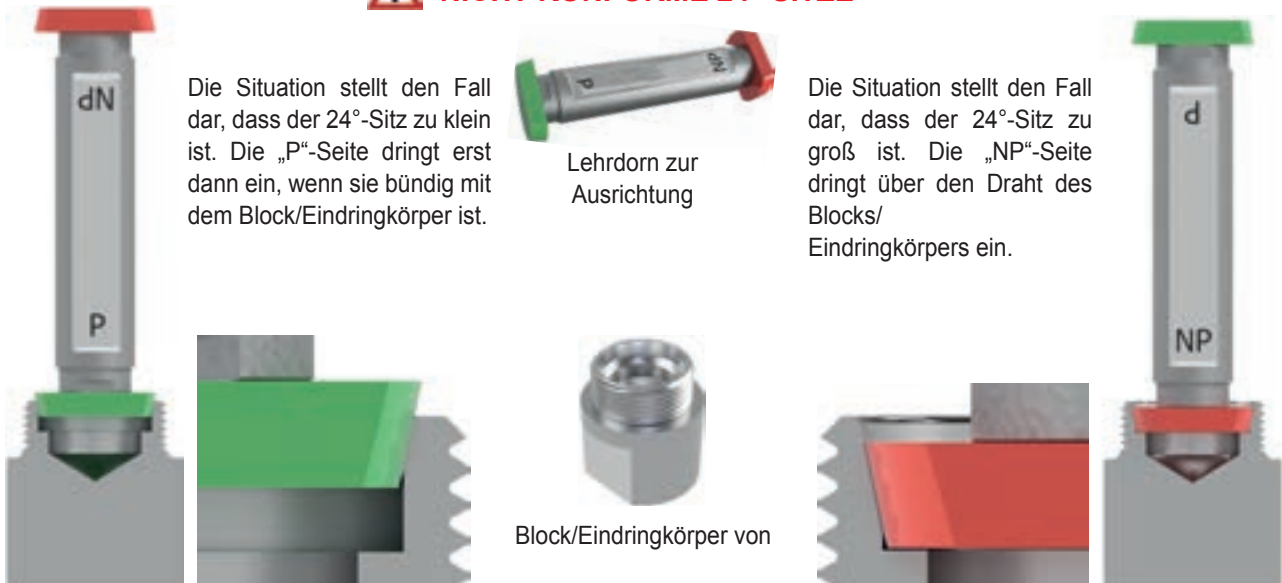 Die Situation stellt den Fall
dar, dass der 24°-Sitz zu klein
ist. Die „P“-Seite dringt erst
dann ein, wenn sie bündig mit
dem Block/Eindringkörper ist.
NP
P
P
NP
Lehrdorn zur
Ausrichtung
Die Situation stellt den Fall
dar, dass der 24°-Sitz zu
groß ist. Die „NP“-Seite
dringt über den Draht des
Blocks/
Eindringkörpers ein.
P
NP
Block/Eindringkörper von